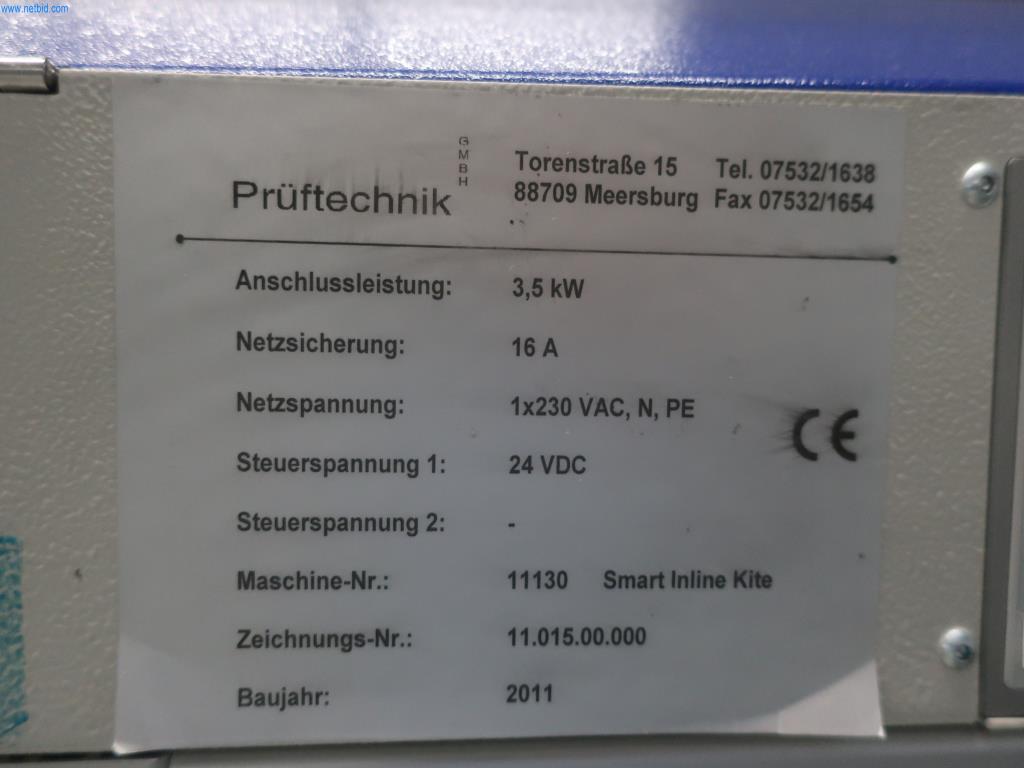 www.netbid.com
Prüftechnik GMBH
Torenstraße 15 Tel. 07532/1638
88709 Meersburg Fax 07532/1654
Anschlussleistung: 3,5 kW
Netzsicherung: 16 A
Netzspannung: 1x230 VAC, N, PE
CE
Steuerspannung 1: 24 VDC
Steuerspannung 2: -
Maschine-Nr.: 11130 Smart Inline Kite
Zeichnungs-Nr.: 11.015.00.000
Baujahr: 2011